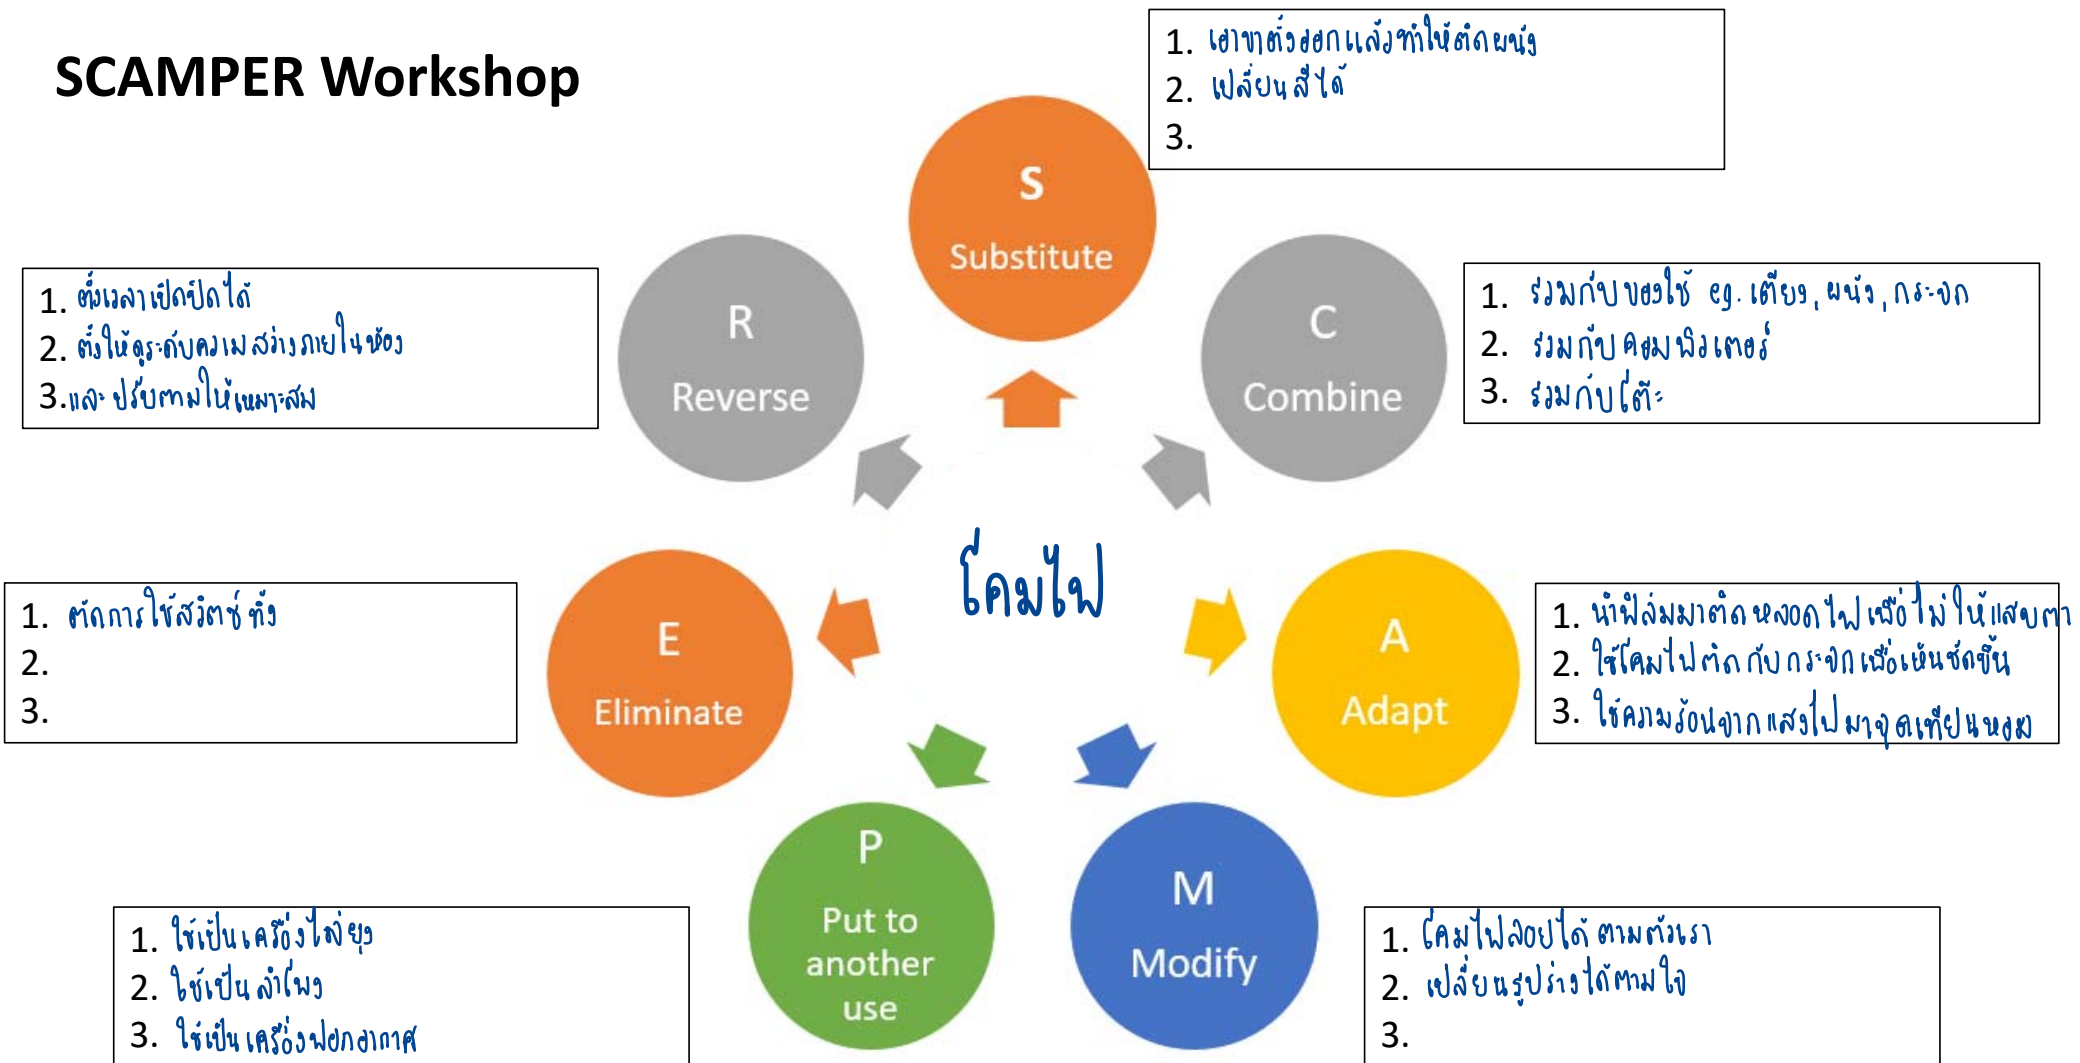 SCAMPER Workshop
1. เอาขาตั้งออกแล้วทำให้ติดผนัง
2. เปลี่ยนสีได้
3.
S
Substitute
C
Combine
1. ร่วมกับของใช้ eg. เตียง, ผนัง, กระจก
2. ร่วมกับคอมพิวเตอร์
3. ร่วมกับโต๊ะ
A
Adapt
1. นำฟิล์มมาติดหลอดไฟเพื่อไม่ให้แสบตา
2. ใช้โคมไฟติดกับกระจกเพื่อเห็นชัดขึ้น
3. ใช้ความร้อนจากแสงไฟมาจุดเทียนหอม
M
Modify
1. โคมไฟลอยได้ตามตัวเรา
2. เปลี่ยนรูปร่างได้ตามใจ
3.
P
Put to
another
use
1. ใช้เป็นเครื่องไล่ยุง
2. ใช้เป็นลำโพง
3. ใช้เป็นเครื่องฟอกอากาศ
E
Eliminate
1. ตัดการใช้สวิตช์ทิ้ง
2.
3.
R
Reverse
1. ตั้งเวลาเปิดปิดได้
2. ตั้งให้ดูระดับความสว่างภายในห้อง
3. และปรับตามให้เหมาะสม
โคมไฟ